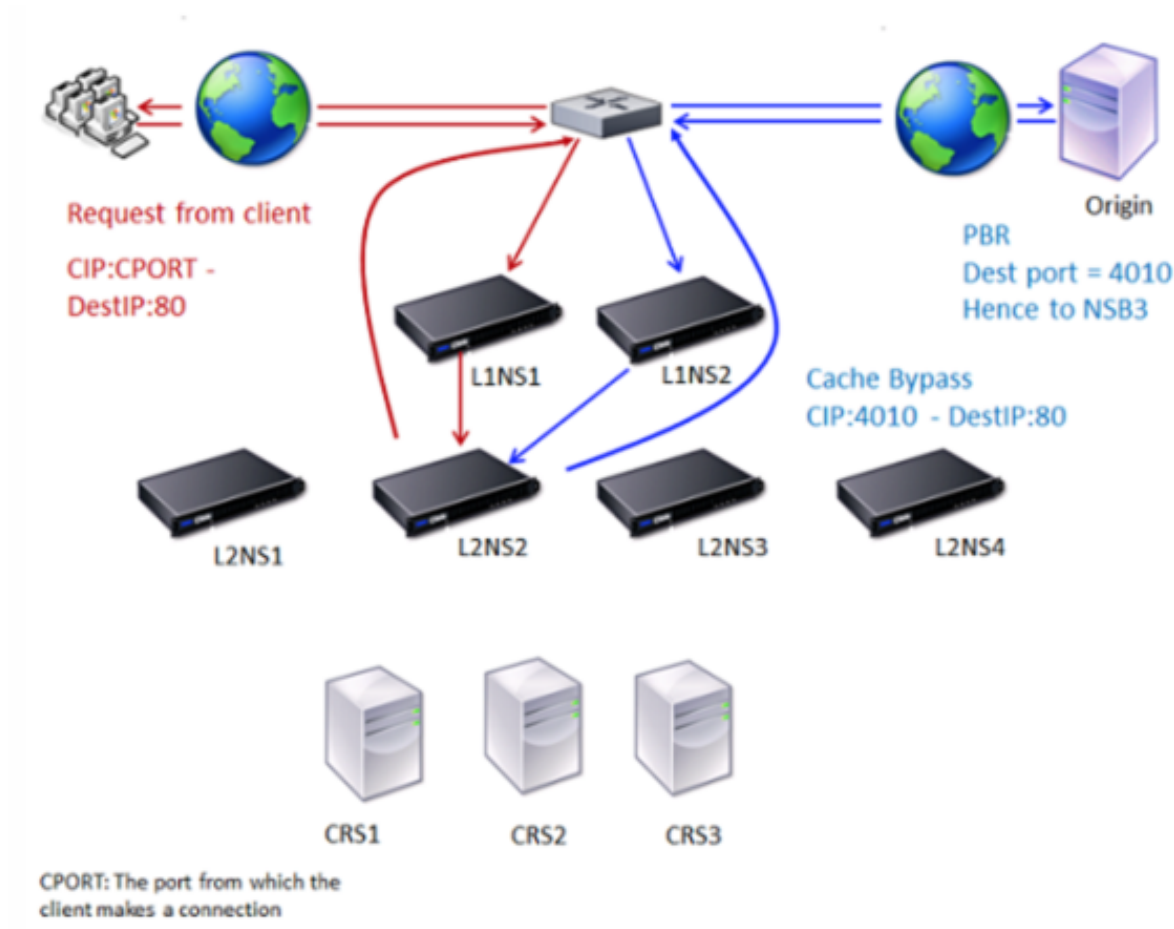 Origin
Request from client
CIP:CPORT -
DestIP:80
PBR
Dest port = 4010
Hence to NSB3
L1NS1
L1NS2
Cache Bypass
CIP:4010 - DestIP:80
L2NS1
L2NS2
L2NS3
L2NS4
CRS1
CRS2
CRS3
CPORT: The port from which the
client makes a connection